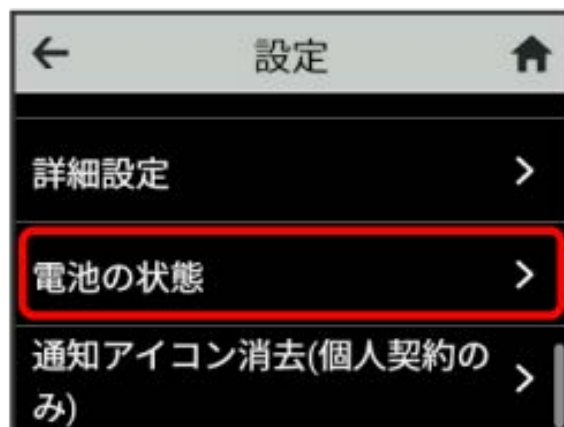 設定
詳細設定
電池の状態
通知アイコン消去(個人契約の
み)